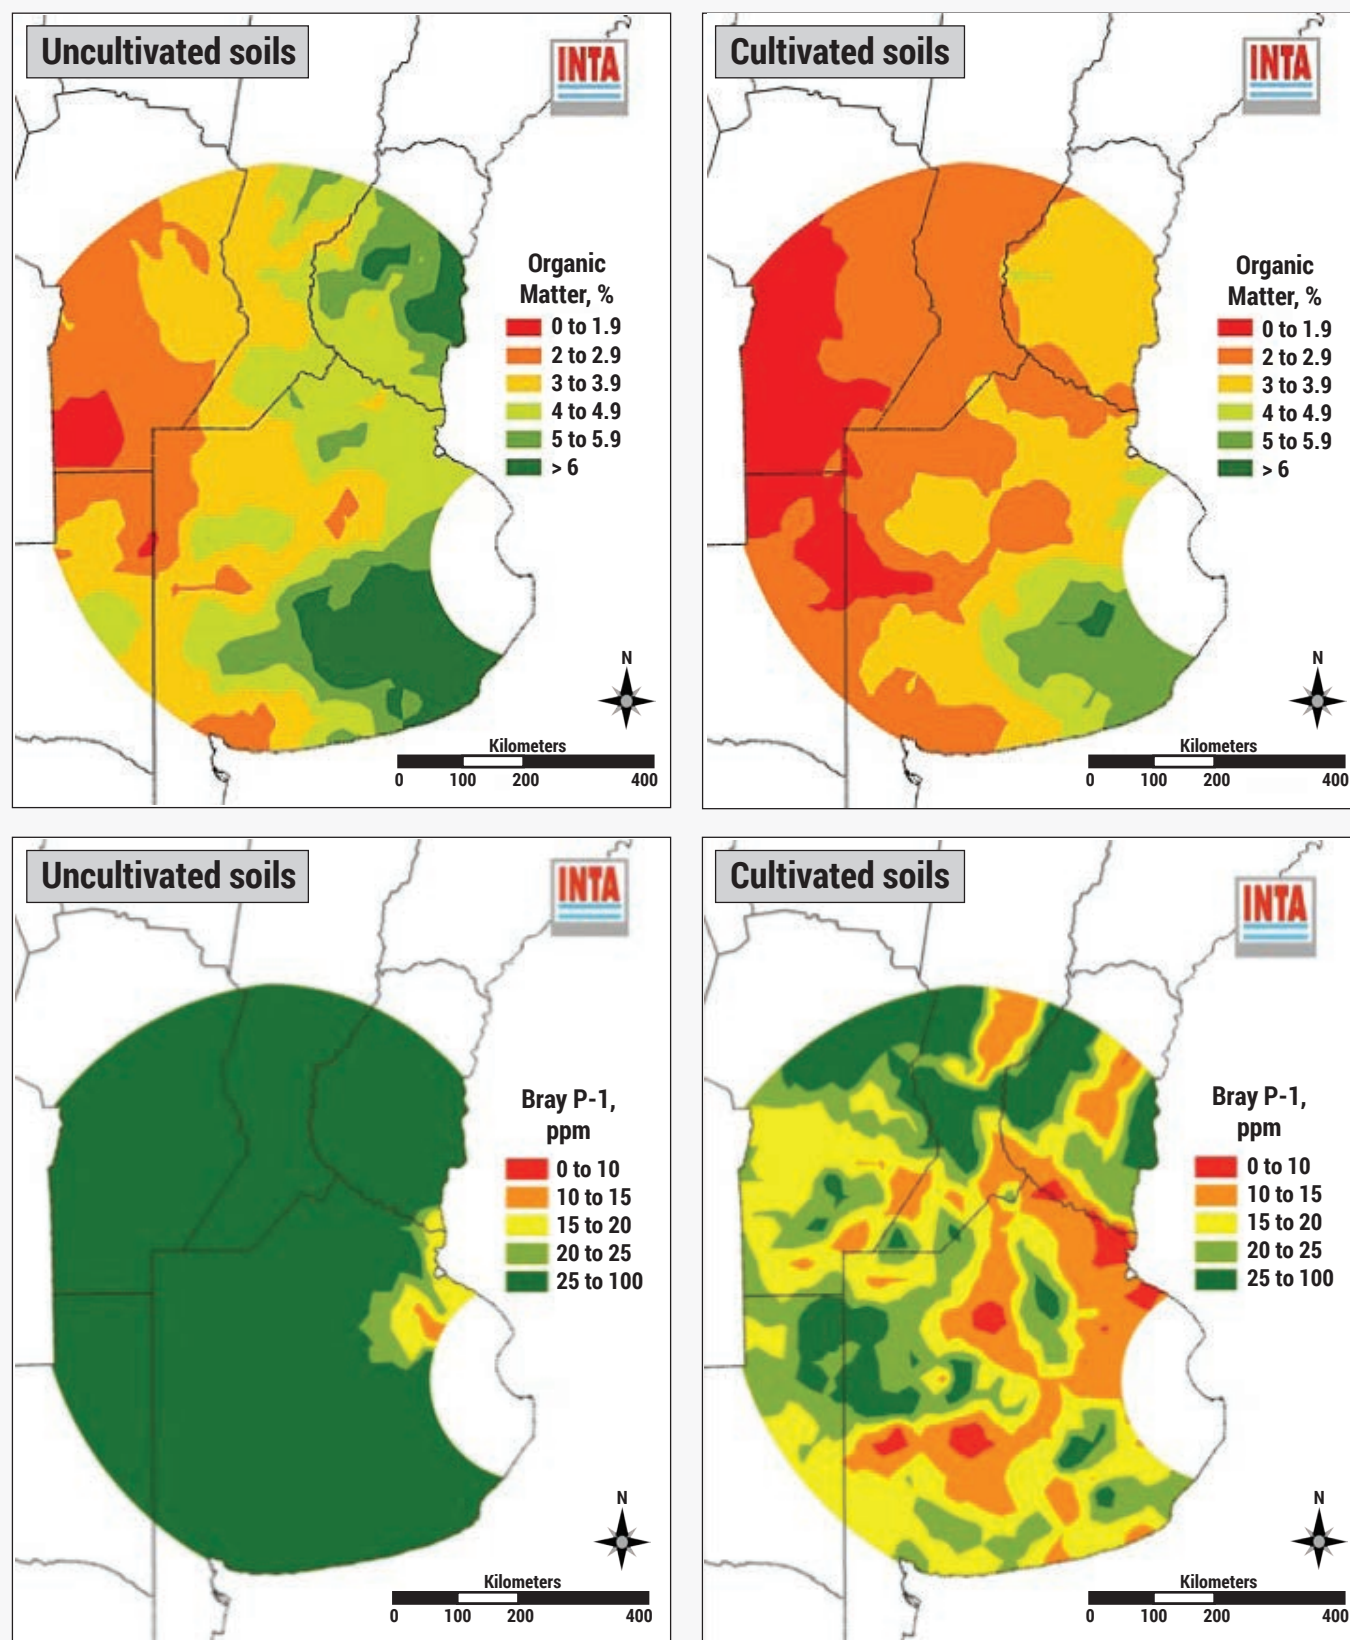 Uncultivated soils
INTA
Organic
Matter, %
0 to 1.9
2 to 2.9
3 to 3.9
4 to 4.9
5 to 5.9
> 6
N
Kilometers
0 100 200 400
Cultivated soils
INTA
Organic
Matter, %
0 to 1.9
2 to 2.9
3 to 3.9
4 to 4.9
5 to 5.9
> 6
N
Kilometers
0 100 200 400
Uncultivated soils
INTA
Bray P-1,
ppm
0 to 10
10 to 15
15 to 20
20 to 25
25 to 100
N
Kilometers
0 100 200 400
Cultivated soils
INTA
Bray P-1,
ppm
0 to 10
10 to 15
15 to 20
20 to 25
25 to 100
N
Kilometers
0 100 200 400